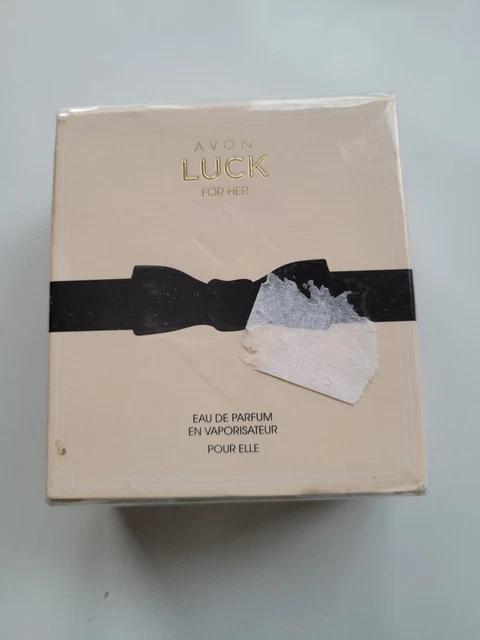 AVON
LUCK
FOR HER
EAU DE PARFUM
EN VAPORISATEUR
POUR ELLE